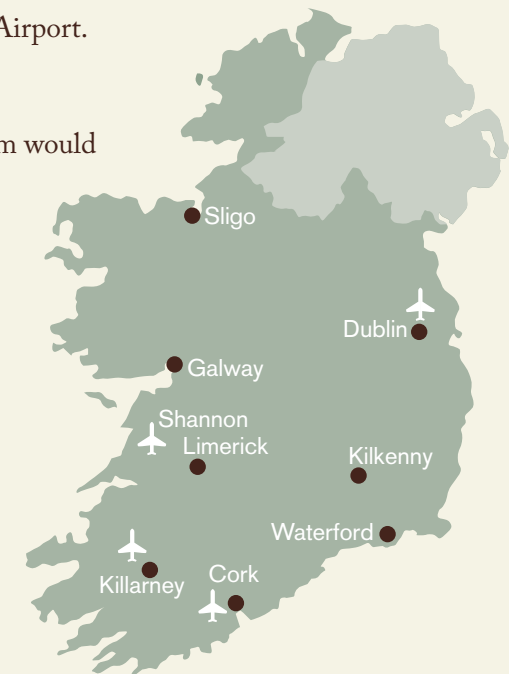 Airport.
m would
Sligo
Dublin
Galway
Shannon
Limerick
Kilkenny
Waterford
Cork
Killarney